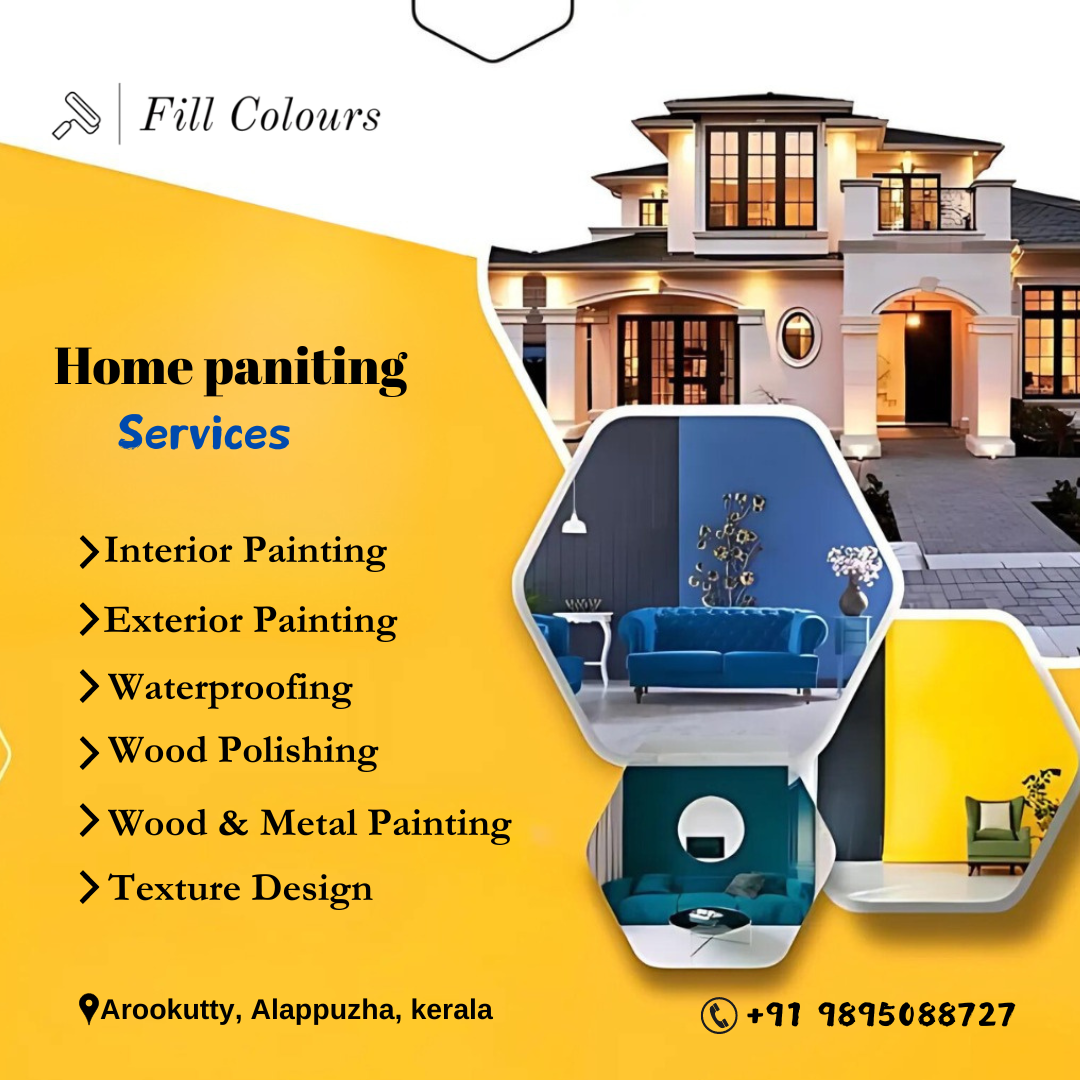 Fill Colours
Home paniting
Services
Interior Painting
Exterior Painting
Waterproofing
Wood Polishing
Wood & Metal Painting
Texture Design
Arookutty, Alappuzha, kerala
+91 9895088727